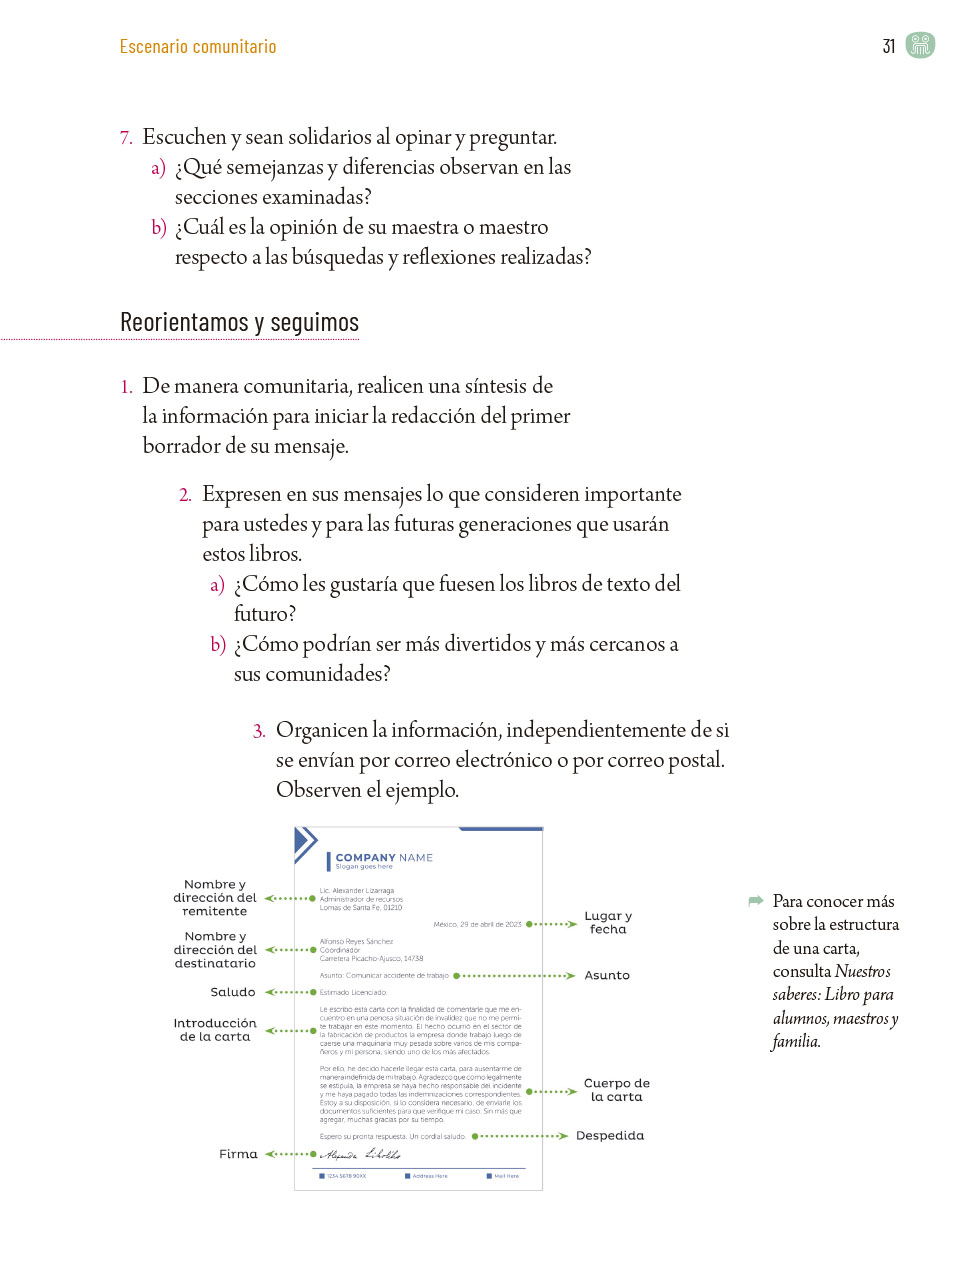 Escenario comunitario
31
7. Escuchen y sean solidarios al opinar y preguntar.
a) ¿Qué semejanzas y diferencias observan en las
secciones examinadas?
b) ¿Cuál es la opinión de su maestra o maestro
respecto a las búsquedas y reflexiones realizadas?
Reorientamos y seguimos
1. De manera comunitaria, realicen una síntesis de
la información para iniciar la redacción del primer
borrador de su mensaje.
2. Expresen en sus mensajes lo que consideren importante
para ustedes y para las futuras generaciones que usarán
estos libros.
a) ¿Cómo les gustaría que fuesen los libros de texto del
futuro?
b) ¿Cómo podrían ser más divertidos y más cercanos a
sus comunidades?
3. Organicen la información, independientemente de si
se envían por correo electrónico o por correo postal.
Observen el ejemplo.
COMPANY NAME
Slogan goes here
Nombre y
dirección del
remitente
Lic. Alexander Lizarraga
Administrador de recursos
Lomas de Santa Fe, 01210
México, 29 de abril de 2023
Lugar y
fecha
Nombre y
dirección del
destinatario
Alfonso Reyes Sánchez
Coordinador
Carretera Picacho-Ajusco, 14738
Asunto: Comunicar accidente de trabajo
Asunto
Saludo
Estimado Licenciado:
Introducción
de la carta
Le escribo esta carta con la finalidad de comentarle que me en-
cuentro en una penosa situación de invalidez que no me permi-
te trabajar en este momento. El hecho ocurrió en el sector de
la fabricación de productos la empresa donde trabajo luego de
caerse una maquinaria muy pesada sobre varios de mis compa-
ñeros y mi persona, siendo uno de los más afectados.
Por ello, he decido hacerle llegar esta carta, para ausentarme de
manera indefinida de mi trabajo. Agradezco que como legalmente
se estipula, la empresa se haya hecho responsable del incidente
y me haya pagado todas las indemnizaciones correspondientes.
Estoy a su disposición, si lo considera necesario, de enviarle los
documentos suficientes para que verifique mi caso. Sin más que
agregar, muchas gracias por su tiempo.
Cuerpo de
la carta
Espero su pronta respuesta. Un cordial saludo.
Despedida
Firma
1234 5678 90XX
Address Here
Mail Here
Para conocer más
sobre la estructura
de una carta,
consulta Nuestros
saberes: Libro para
alumnos, maestros y
familia.